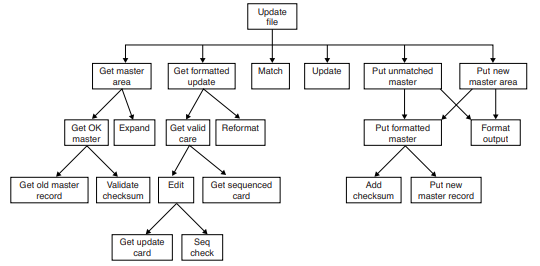 Update
file
Get master
area
Get formatted
update
Match
Update
Put unmatched
master
Put new
master area
Get OK
master
Expand
Get valid
care
Reformat
Put formatted
master
Format
output
Get old master
record
Validate
checksum
Edit
Get sequenced
card
Add
checksum
Put new
master record
Get update
card
Seq
check